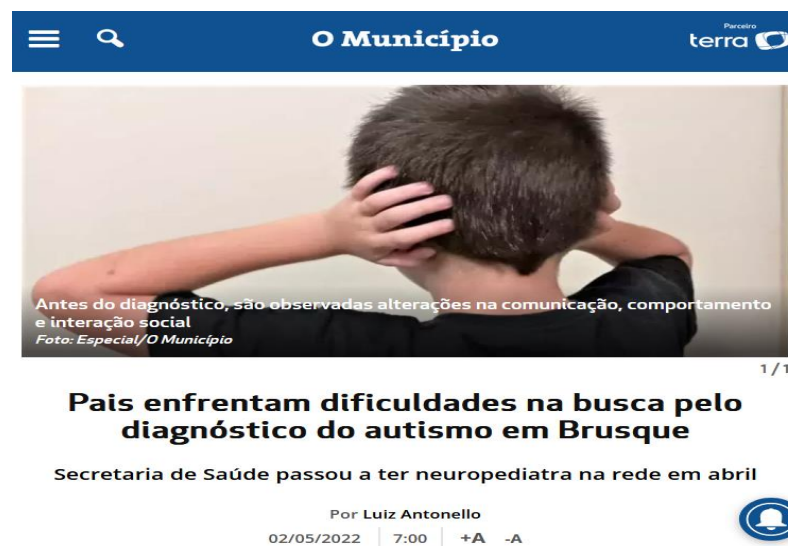 O Município
Parceiro
terra
Antes do diagnóstico, são observadas alterações na comunicação, comportamento
e interação social
Foto: Especial/O Município
1/1
Pais enfrentam dificuldades na busca pelo
diagnóstico do autismo em Brusque
Secretaria de Saúde passou a ter neuropediatra na rede em abril
Por Luiz Antonello
02/05/2022 7:00 +A -A